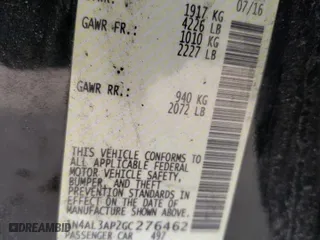 1917 KG 07/16
4226 LB
GAWR FR: 1010 KG
2227 LB
GAWR RR: 940 KG
2072 LB
THIS VEHICLE CONFORMS TO
ALL APPLICABLE FEDERAL
MOTOR VEHICLE SAFETY,
BUMPER, AND THEFT
PREVENTION STANDARDS IN
EFFECT ON THE DATE OF
MANUFACTURE SHOWN ABOVE.
N4AL3AP2GC276462
PASSENGER CAR 497
DREAMBID